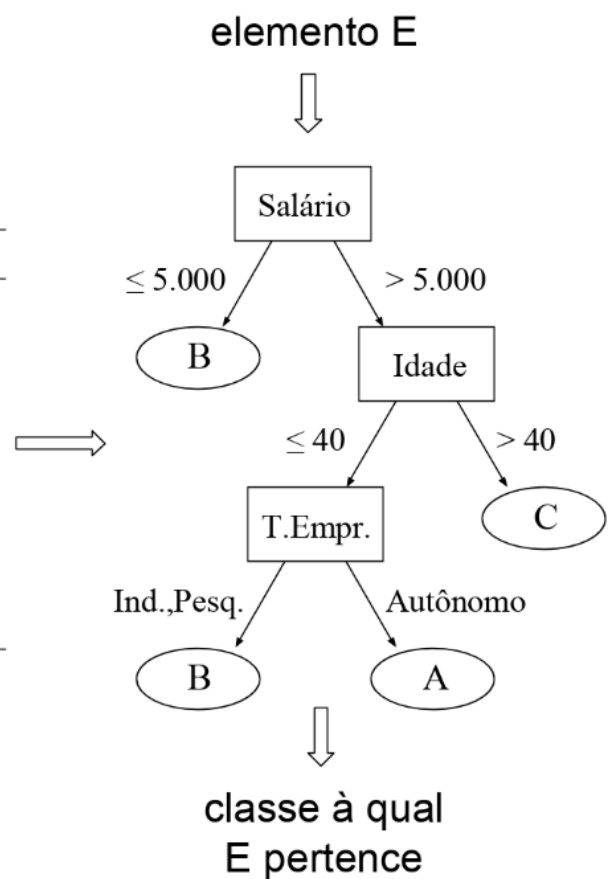 elemento E
Salário
≤ 5.000
> 5.000
B
Idade
≤ 40
> 40
T.Empr.
C
Ind.,Pesq.
Autônomo
B
A
classe à qual
E pertence